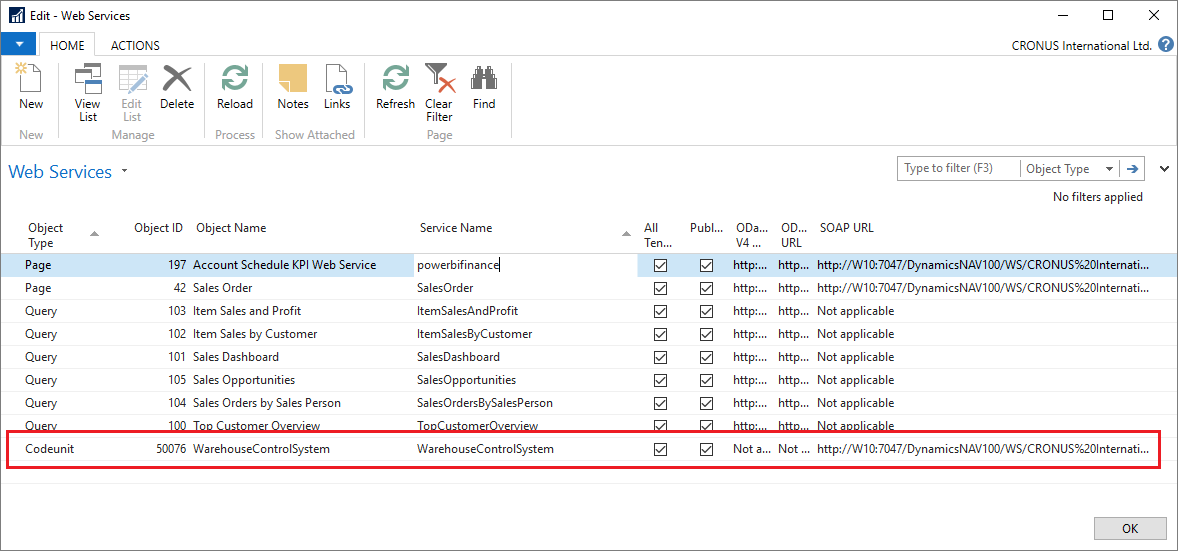 Edit - Web Services
HOME ACTIONS CRONUS International Ltd. ?
New View List Edit List Delete Reload Notes Links Refresh Clear Filter Find
New Manage Process Show Attached Page
Web Services Type to filter (F3) Object Type
No filters applied
Object Type Object ID Object Name Service Name All Ten... Publ... ODa... V4 ... OD... URL SOAP URL
Page 197 Account Schedule KPI Web Service powerbifinance http:... http... http://W10:7047/DynamicsNAV100/WS/CRONUS%20Internati...
Page 42 Sales Order SalesOrder http:... http... http://W10:7047/DynamicsNAV100/WS/CRONUS%20Internati...
Query 103 Item Sales and Profit ItemSalesAndProfit http:... http... Not applicable
Query 102 Item Sales by Customer ItemSalesByCustomer http:... http... Not applicable
Query 101 Sales Dashboard SalesDashboard http:... http... Not applicable
Query 105 Sales Opportunities SalesOpportunities http:... http... Not applicable
Query 104 Sales Orders by Sales Person SalesOrdersBySalesPerson http:... http... Not applicable
Query 100 Top Customer Overview TopCustomerOverview http:... http... Not applicable
Codeunit 50076 WarehouseControlSystem WarehouseControlSystem Not a... Not ... http://W10:7047/DynamicsNAV100/WS/CRONUS%20Internati...
OK